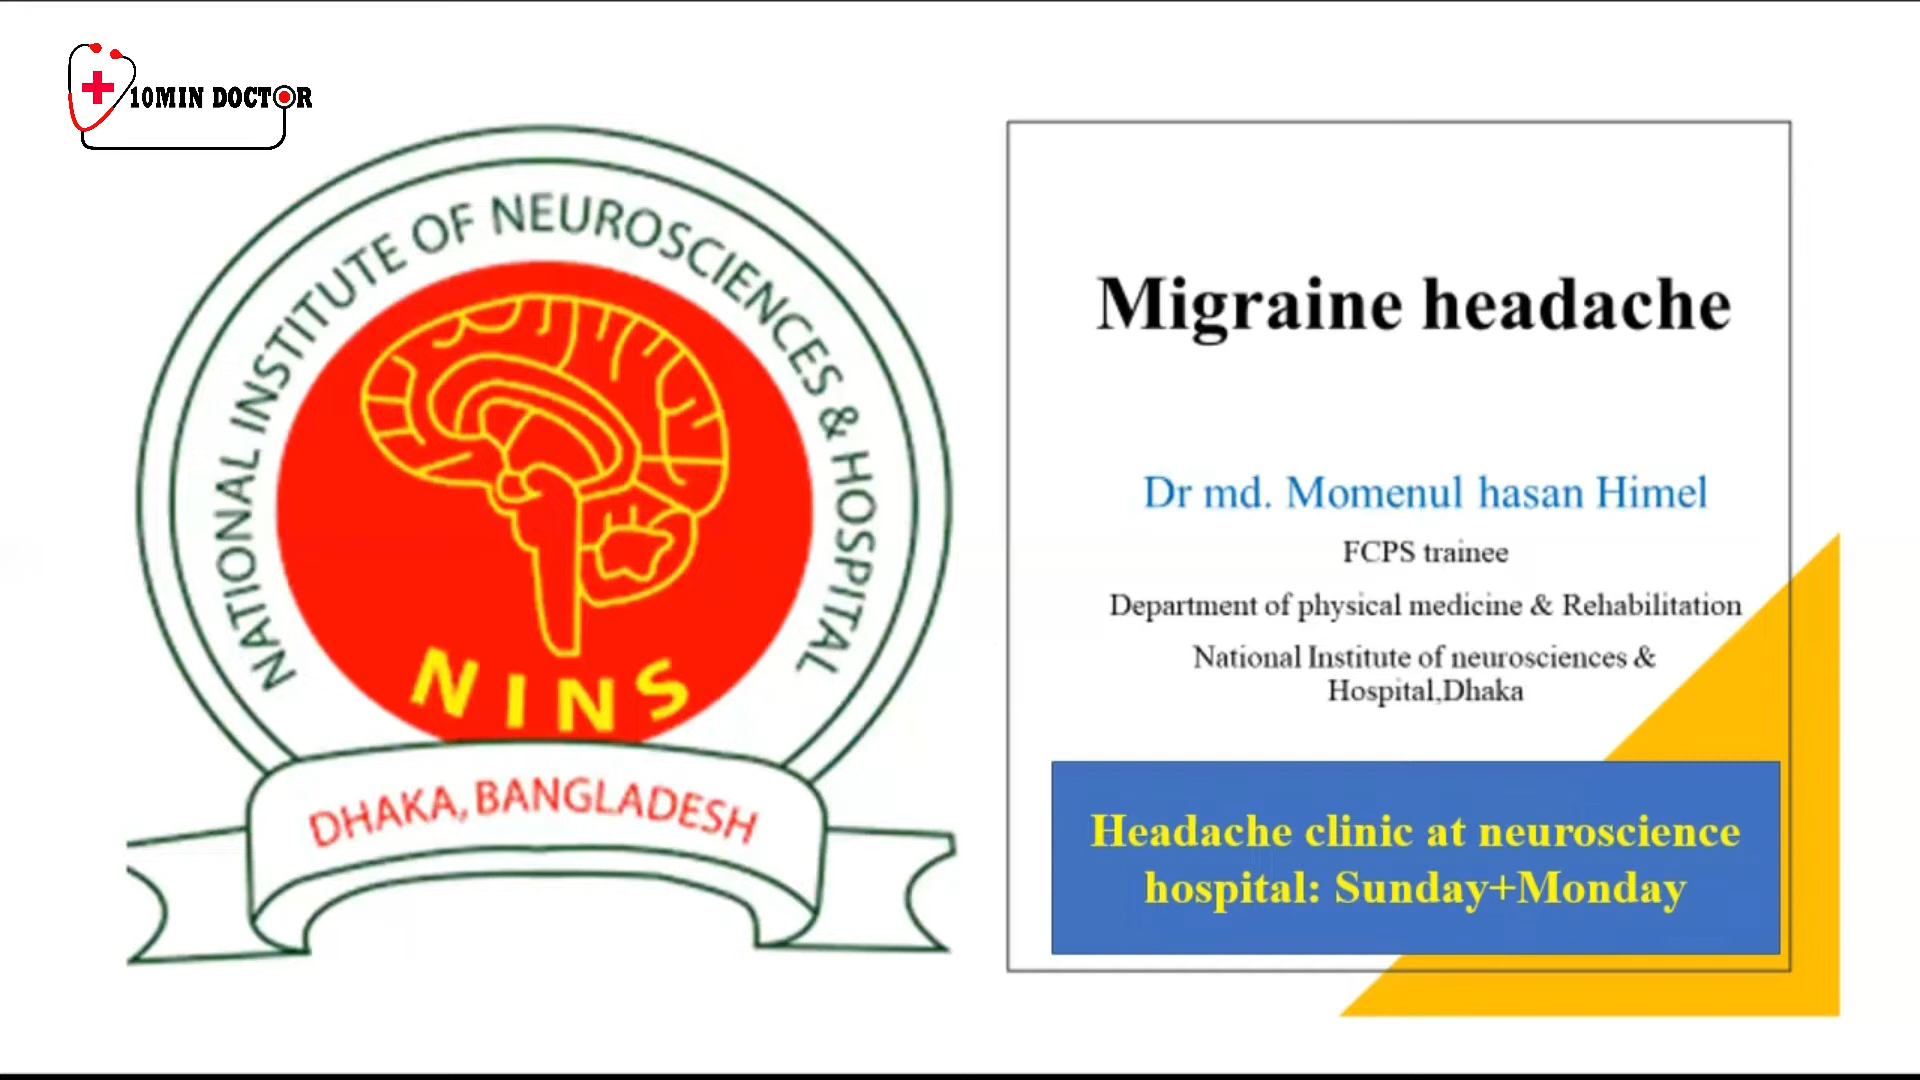 10MIN DOCTOR
NATIONAL INSTITUTE OF NEUROSCIENCES & HOSPITAL
NINS
DHAKA, BANGLADESH
Migraine headache
Dr md. Momenul hasan Himel
FCPS trainee
Department of physical medicine & Rehabilitation
National Institute of neurosciences &
Hospital,Dhaka
Headache clinic at neuroscience
hospital: Sunday+Monday